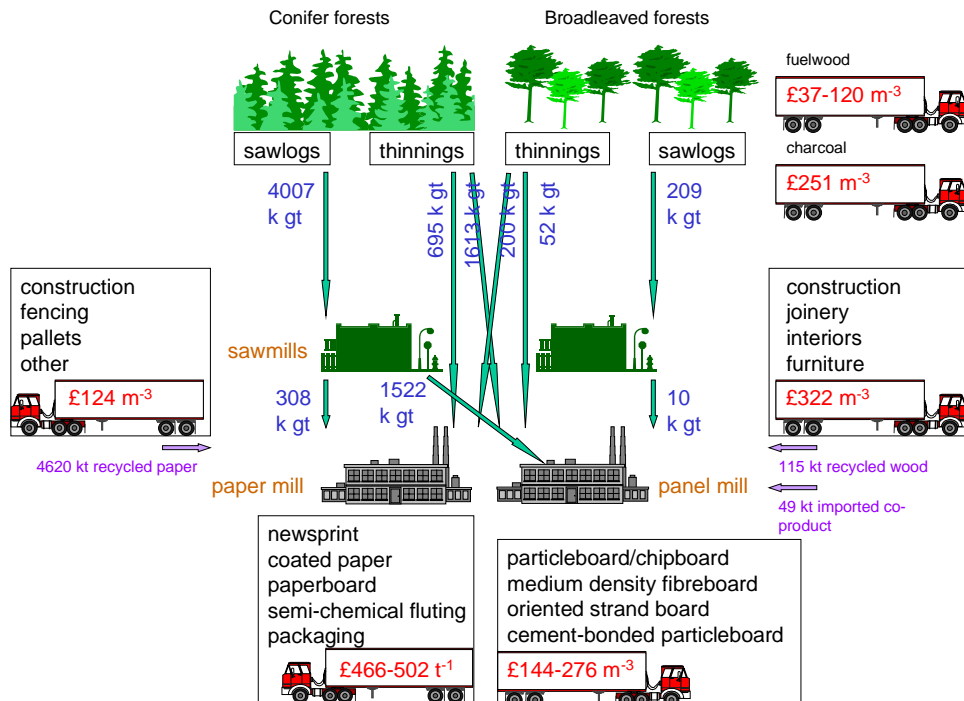 Conifer forests
Broadleaved forests
fuelwood
£37-120 m-3
charcoal
£251 m-3
sawlogs
thinnings
thinnings
sawlogs
4007
k gt
695 k gt
1613 k gt
200 k gt
52 k gt
209
k gt
construction
fencing
pallets
other
£124 m-3
construction
joinery
interiors
furniture
£322 m-3
sawmills
308
k gt
1522
k gt
10
k gt
4620 kt recycled paper
115 kt recycled wood
49 kt imported co-
product
paper mill
panel mill
newsprint
coated paper
paperboard
semi-chemical fluting
packaging
£466-502 t-1
particleboard/chipboard
medium density fibreboard
oriented strand board
cement-bonded particleboard
£144-276 m-3